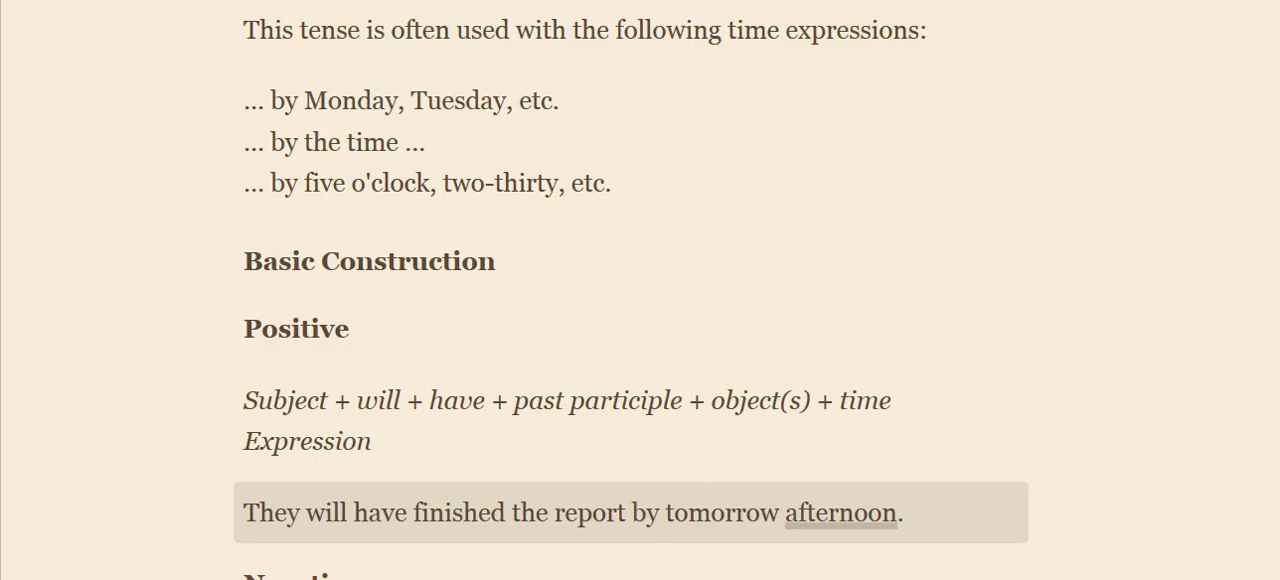 This tense is often used with the following time expressions:
... by Monday, Tuesday, etc.
... by the time ...
... by five o'clock, two-thirty, etc.
Basic Construction
Positive
Subject + will + have + past participle + object(s) + time
Expression
They will have finished the report by tomorrow afternoon.